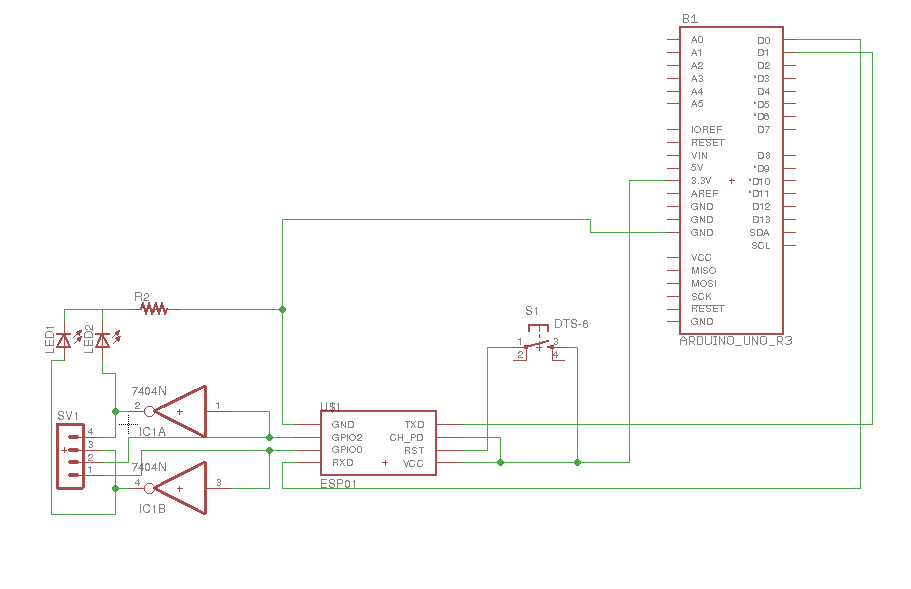 B1
A0 D0
A1 D1
A2 D2
A3 *D3
A4 D4
A5 *D5
*D6
IOREF D7
RESET
VIN D8
5V *D9
3.3V *D10
AREF *D11
GND D12
GND D13
GND SDA
SCL
VCC
MISO
MOSI
SCK
RESET
GND
ARDUINO_UNO_R3
R2
LED1
LED2
S1
DTS-6
1 3
2 4
7404N
2 1
IC1A
SV1
4
3
2
1
7404N
4 3
IC1B
U$1
GND TXD
GPIO2 CH_PD
GPIO0 RST
RXD VCC
ESP01